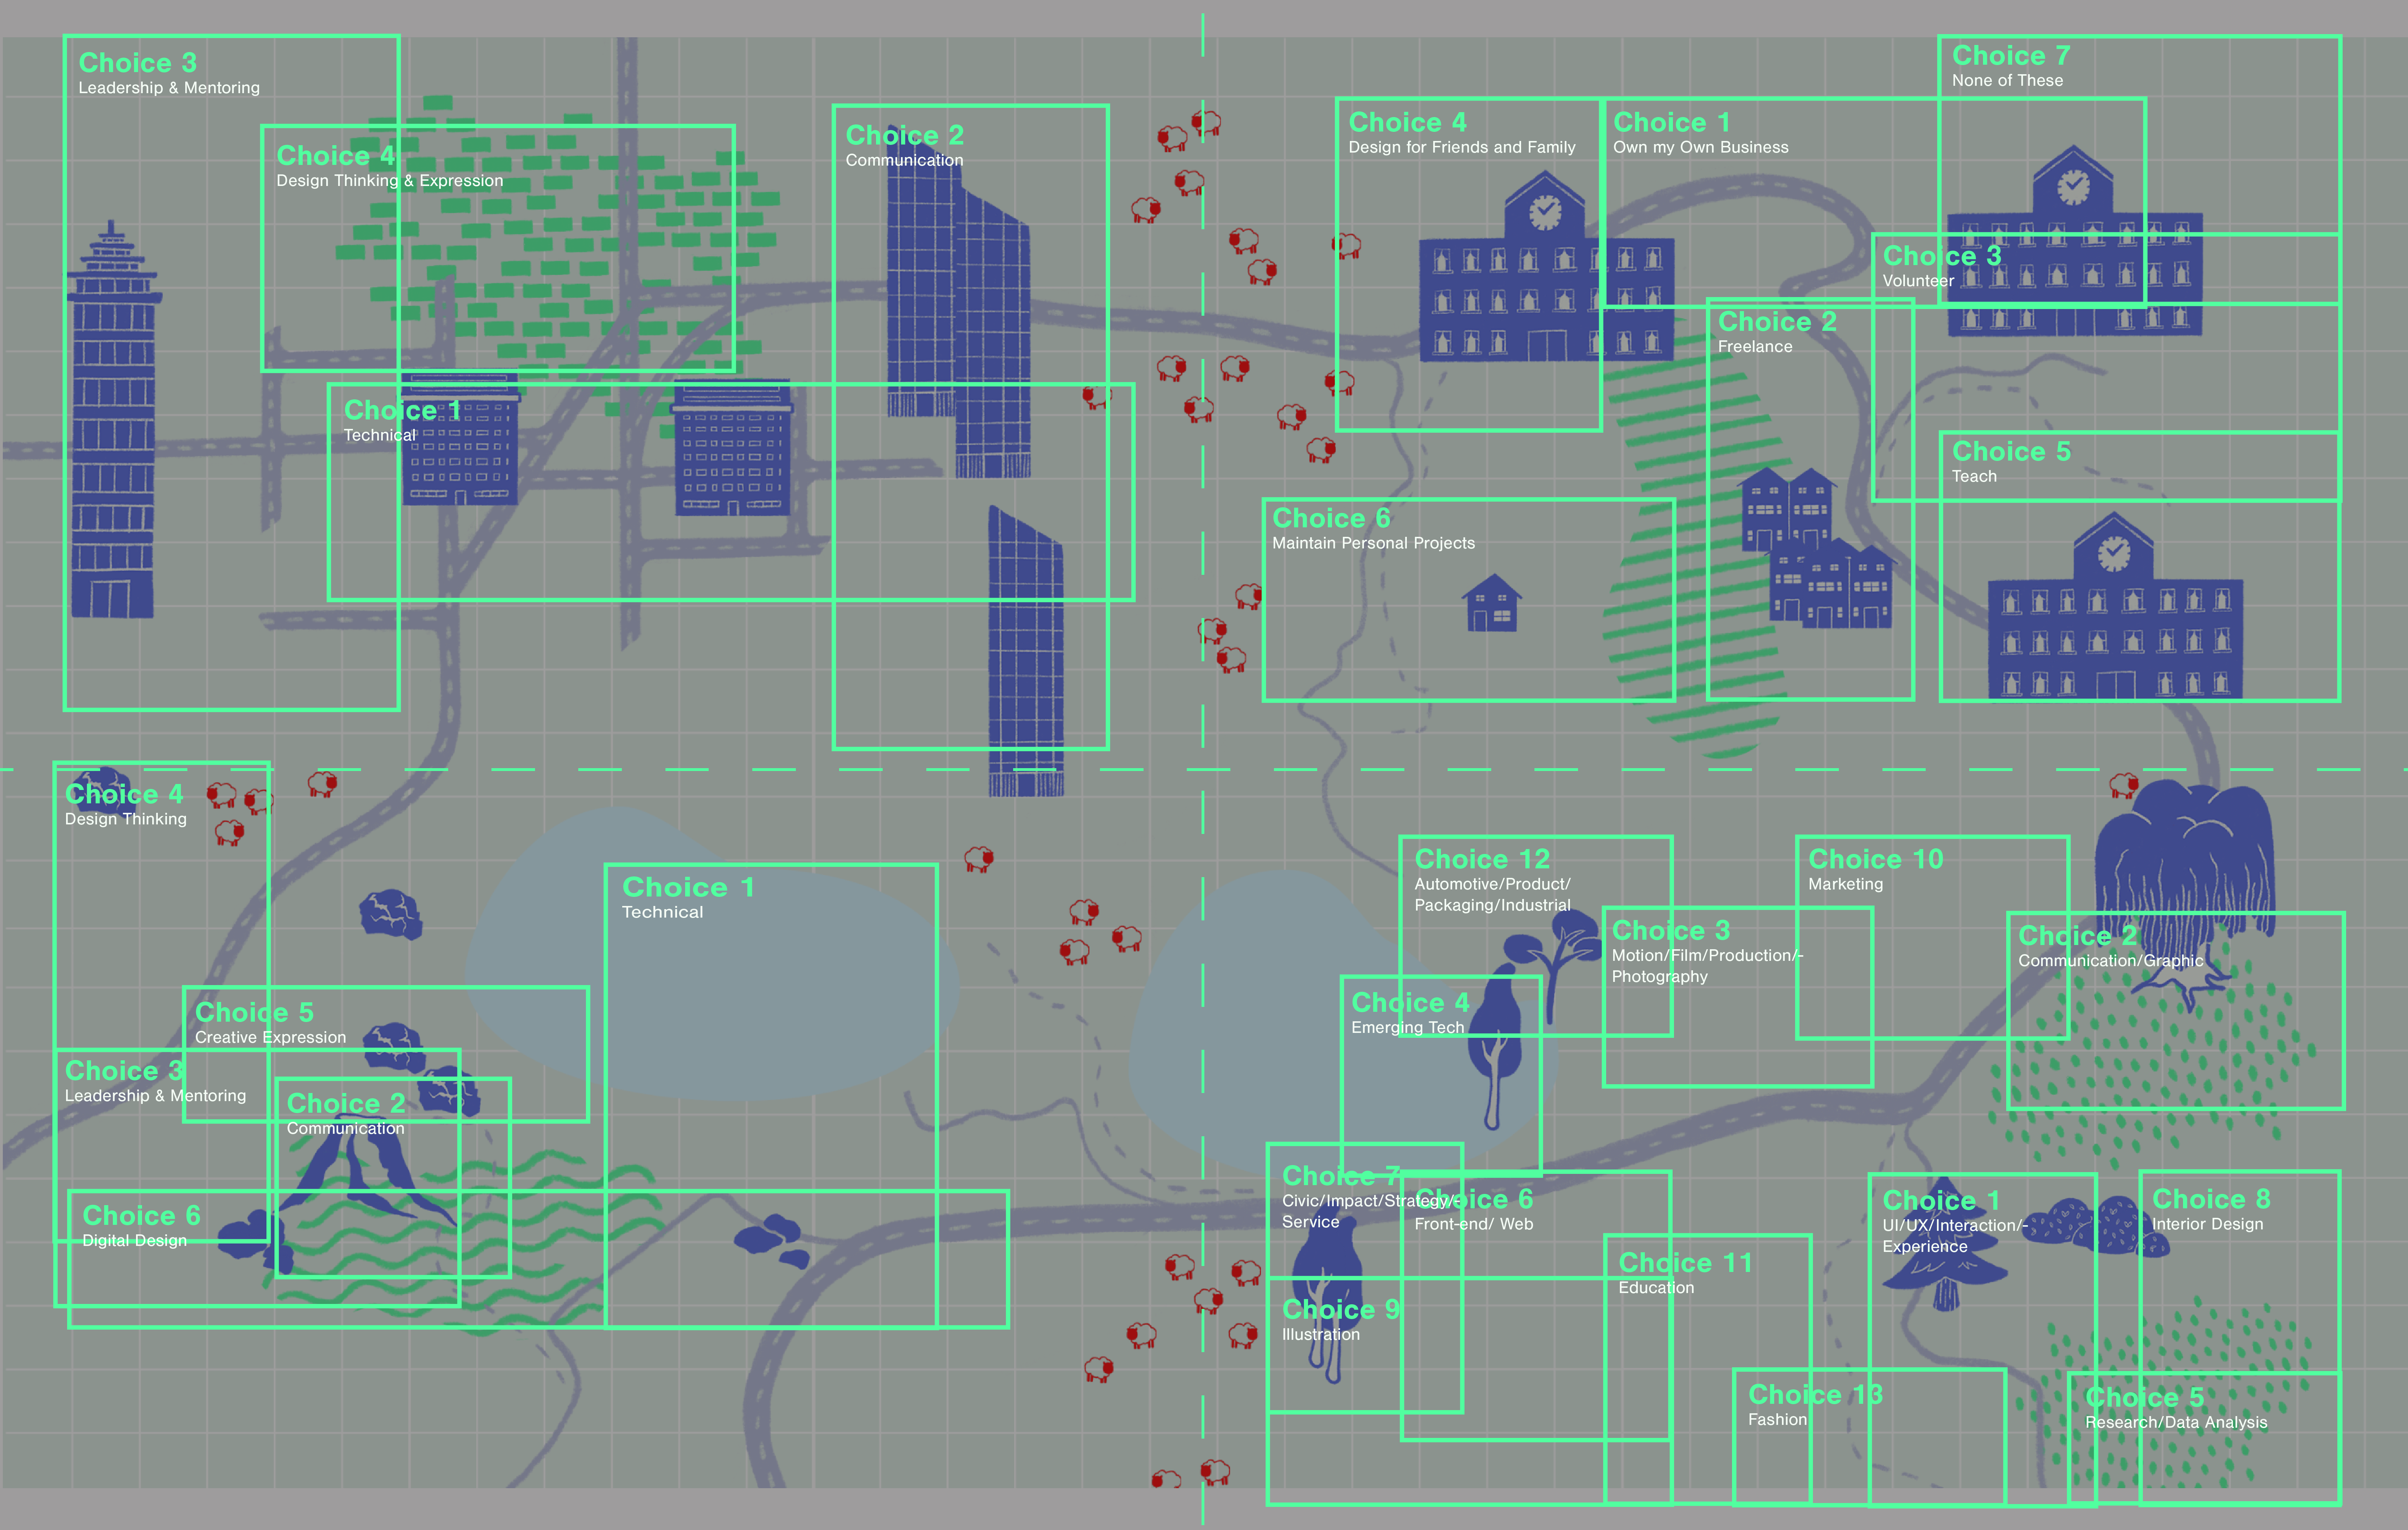 Choice 3
Leadership & Mentoring
Choice 4
Design Thinking & Expression
Choice 2
Communication
Choice 1
Technical
Choice 4
Design for Friends and Family
Choice 1
Own my Own Business
Choice 7
None of These
Choice 3
Volunteer
Choice 2
Freelance
Choice 5
Teach
Choice 6
Maintain Personal Projects
Choice 4
Design Thinking
Choice 1
Technical
Choice 5
Creative Expression
Choice 3
Leadership & Mentoring
Choice 2
Communication
Choice 6
Digital Design
Choice 12
Automotive/Product/
Packaging/Industrial
Choice 10
Marketing
Choice 3
Motion/Film/Production/-
Photography
Choice 2
Communication/Graphic
Choice 4
Emerging Tech
Choice 7
Civic/Impact/Strategy/-
Service
Choice 6
Front-end/ Web
Choice 1
UI/UX/Interaction/-
Experience
Choice 8
Interior Design
Choice 11
Education
Choice 9
Illustration
Choice 13
Fashion
Choice 5
Research/Data Analysis